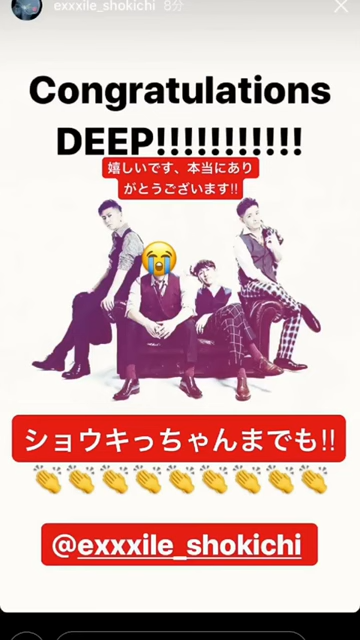 exxxile_shokichi 8分
Congratulations
DEEP!!!!!!!!!!!
嬉しいです、本当にあり
がとうございます!!
ショウキっちゃんまでも!!
@exxxile_shokichi